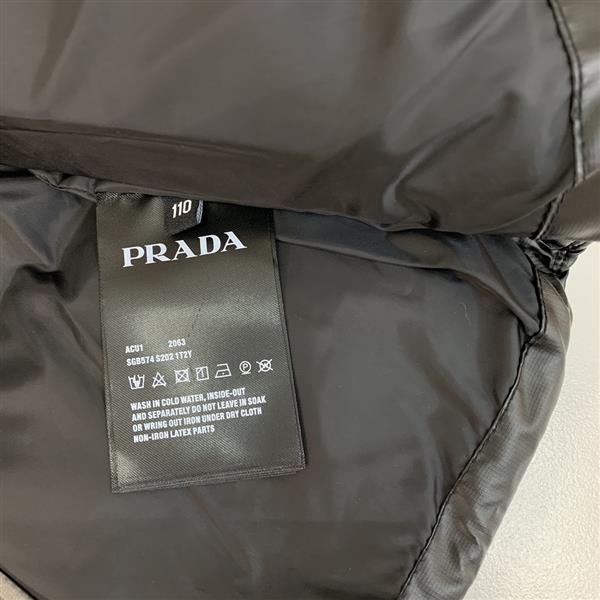 110
PRADA
ACU1 2063
SGB574 S202 1T2Y
WASH IN COLD WATER, INSIDE-OUT
AND SEPARATELY DO NOT LEAVE IN SOAK
OR WRING OUT IRON UNDER DRY CLOTH
NON-IRON LATEX PARTS